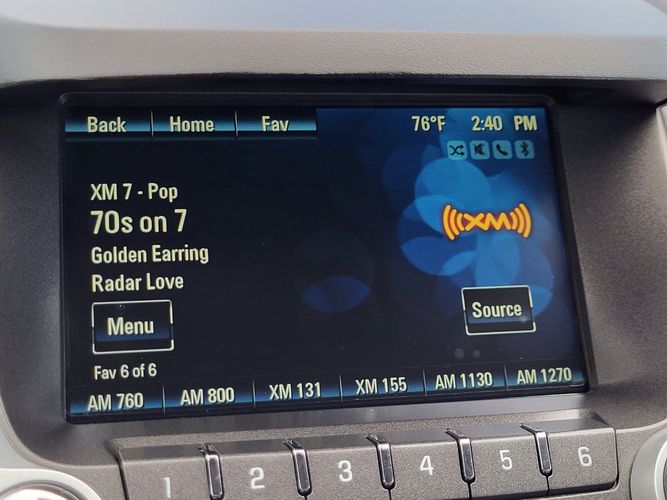 Back Home Fav 76°F 2:40 PM
XM 7 - Pop
70s on 7
Golden Earring
Radar Love
XM
Menu Source
Fav 6 of 6
AM 760 AM 800 XM 131 XM 155 AM 1130 AM 1270
1 2 3 4 5 6